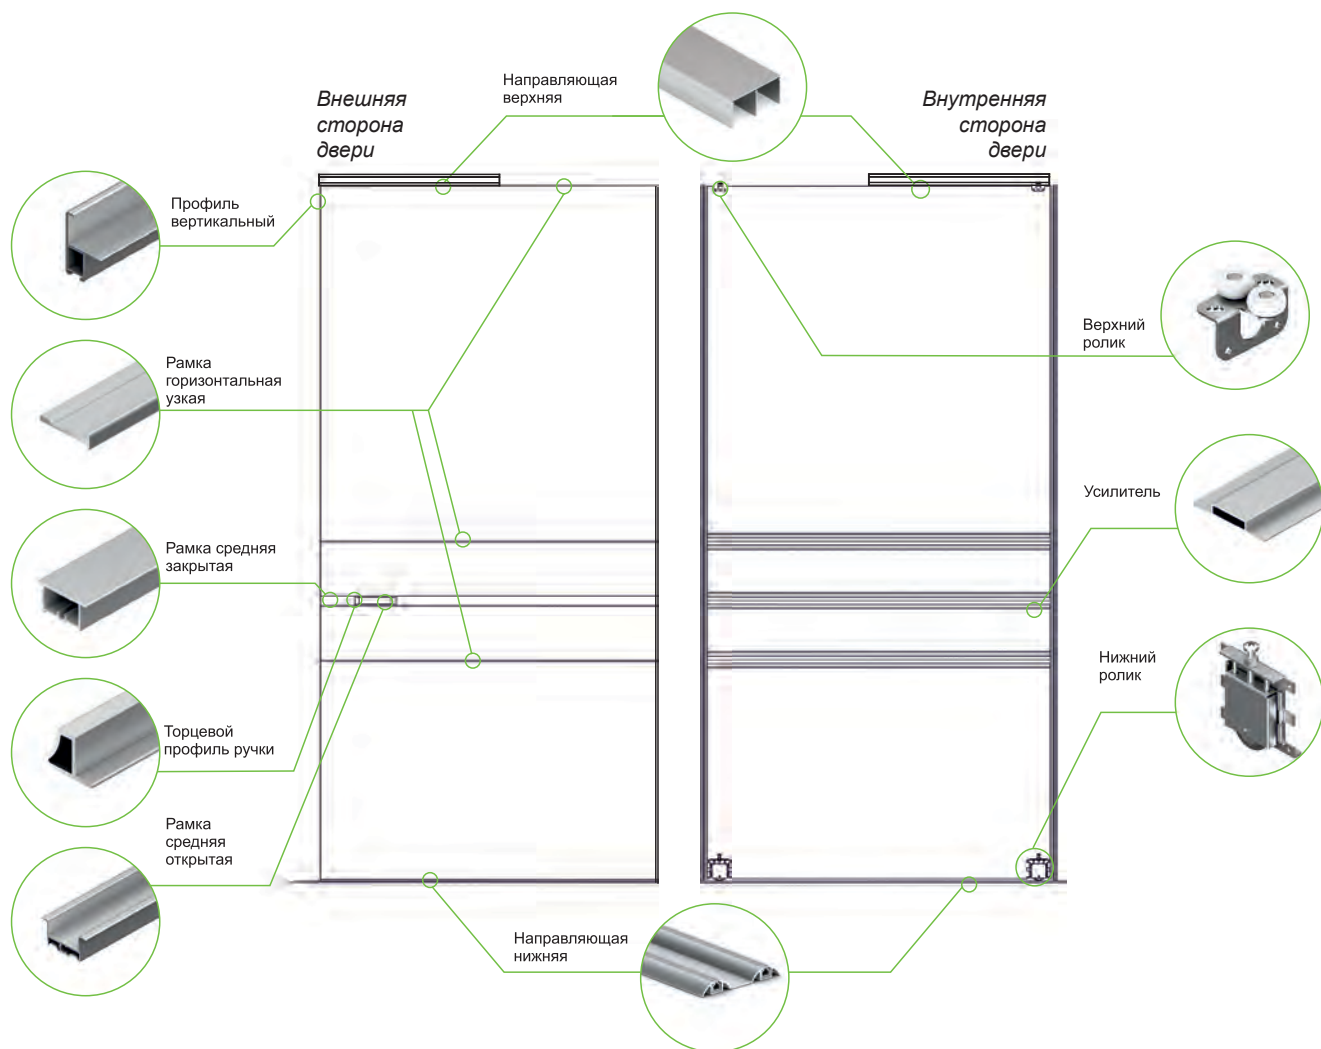 Внешняя
сторона
двери
Направляющая
верхняя
Внутренняя
сторона
двери
Профиль
вертикальный
Рамка
горизонтальная
узкая
Рамка средняя
закрытая
Торцевой
профиль ручки
Рамка
средняя
открытая
Верхний
ролик
Усилитель
Нижний
ролик
Направляющая
нижняя